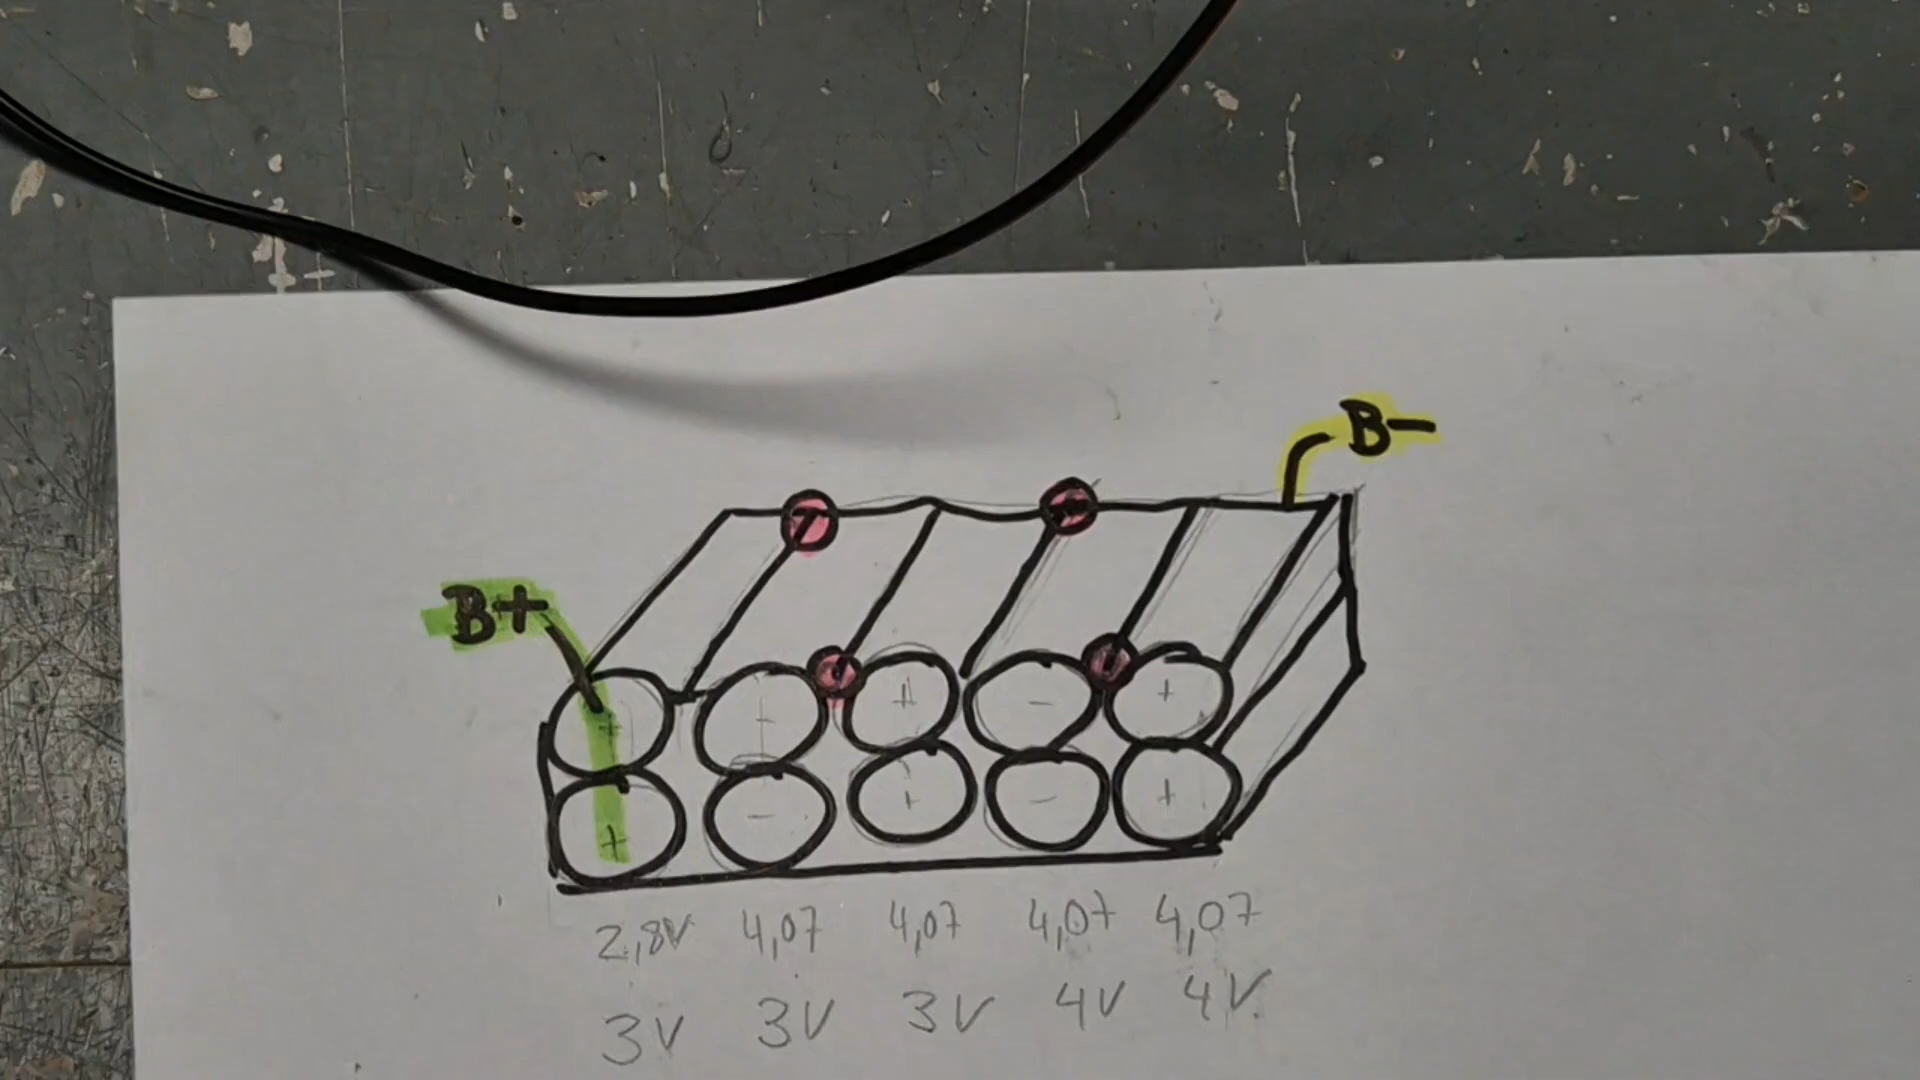 B-
B+
+ - + - +
+ - + - +
2,8V 4,07 4,07 4,07 4,07
3V 3V 3V 4V 4V